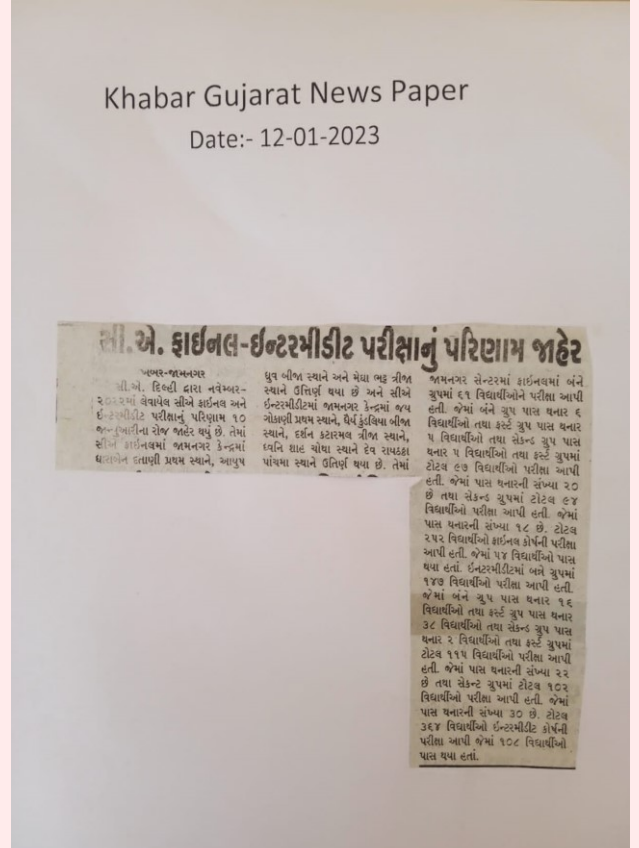 Khabar Gujarat News Paper
Date:- 12-01-2023
સી.એ. ફાઈનલ-ઈન્ટરમીડીટ પરીક્ષાનું પરિણામ જાહેર
ખબર-જામનગર
સી.એ. દિલ્હી દ્વારા નવેમ્બર-
૨૦૨૨માં લેવાયેલ સીએ ફાઈનલ અને
ઈન્ટરમીડીટ પરીક્ષાનું પરિણામ ૧૦
જાન્યુઆરીના રોજ જાહેર થયું છે. તેમાં
સીએ ફાઈનલમાં જામનગર કેન્દ્રમાં
દતાણી પ્રથમ સ્થાને, આયુષ
ધ્રુવ બીજા સ્થાને અને મેઘા ભટ્ટ ત્રીજા
સ્થાને ઉત્તિર્ણ થયા છે અને સીએ
ઈન્ટરમીડીટમાં જામનગર કેન્દ્રમાં જય
ગોકાણી પ્રથમ સ્થાને, ધૈર્ય કુંડલિયા બીજા
સ્થાને, દર્શન કટારમલ ત્રીજા સ્થાને,
ધ્વનિ શાહ ચોથા સ્થાને દેવ રાયઠઠ્ઠા
પાંચમા સ્થાને ઉતિર્ણ થયા છે. તેમાં
જામનગર સેન્ટરમાં ફાઈનલમાં બંને
ગ્રુપમાં ૬૧ વિદ્યાર્થીઓને પરીક્ષા આપી
હતી. જેમાં બંને ગ્રુપ પાસ થનાર ૬
વિદ્યાર્થીઓ તથા ફર્સ્ટ ગ્રુપ પાસ થનાર
૫ વિદ્યાર્થીઓ તથા સેકન્ડ ગ્રુપ પાસ
થનાર ૫ વિદ્યાર્થીઓ તથા ફર્સ્ટ ગ્રુપમાં
ટોટલ ૯૭ વિદ્યાર્થીઓ પરીક્ષા આપી
હતી. જેમાં પાસ થનારની સંખ્યા ૨૦
છે તથા સેકન્ડ ગ્રુપમાં ટોટલ ૯૪
વિદ્યાર્થીઓ પરીક્ષા આપી હતી. જેમાં
પાસ થનારની સંખ્યા ૧૮ છે. ટોટલ
૨૫૨ વિદ્યાર્થીઓ ફાઈનલ કોર્ષની પરીક્ષા
આપી હતી. જેમાં ૫૪ વિદ્યાર્થીઓ પાસ
થયા હતાં. ઈન્ટરમીડીટમાં બન્ને ગ્રુપમાં
૧૪૭ વિદ્યાર્થીઓ પરીક્ષા આપી હતી.
જેમાં બંને ગ્રુપ પાસ થનાર ૧૬
વિદ્યાર્થીઓ તથા ફર્સ્ટ ગ્રુપ પાસ થનાર
૩૮ વિદ્યાર્થીઓ તથા સેકન્ડ ગ્રુપ પાસ
થનાર ૨ વિદ્યાર્થીઓ તથા ફર્સ્ટ ગ્રુપમાં
ટોટલ ૧૧૫ વિદ્યાર્થીઓ પરીક્ષા આપી
હતી. જેમાં પાસ થનારની સંખ્યા ૨૨
છે તથા સેકન્ટ ગ્રુપમાં ટોટલ ૧૦૨
વિદ્યાર્થીઓ પરીક્ષા આપી હતી. જેમાં
પાસ થનારની સંખ્યા ૩૦ છે. ટોટલ
૩૬૪ વિદ્યાર્થીઓ ઈન્ટરમીડીટ કોર્ષની
પરીક્ષા આપી જેમાં ૧૦૮ વિદ્યાર્થીઓ
પાસ થયા હતાં.